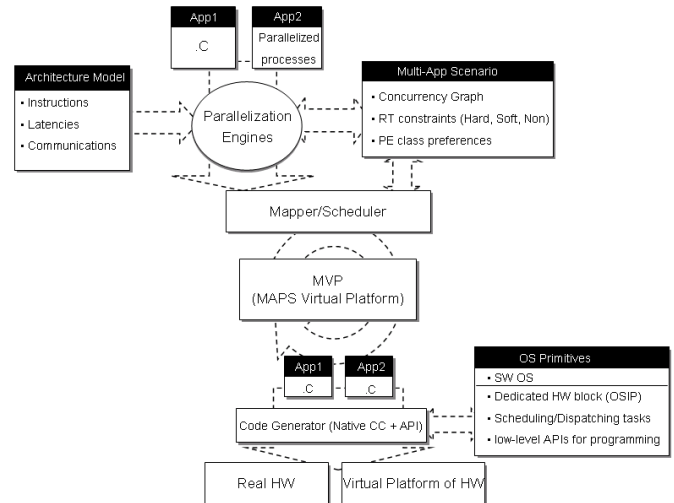 App1
App2
.C
Parallelized
processes
Architecture Model
▪ Instructions
▪ Latencies
▪ Communications
Parallelization
Engines
Multi-App Scenario
▪ Concurrency Graph
▪ RT constraints (Hard, Soft, Non)
▪ PE class preferences
Mapper/Scheduler
MVP
(MAPS Virtual Platform)
App1
App2
.C
.C
Code Generator (Native CC + API)
OS Primitives
▪ SW OS
▪ Dedicated HW block (OSIP)
▪ Scheduling/Dispatching tasks
▪ low-level APIs for programming
Real HW
Virtual Platform of HW